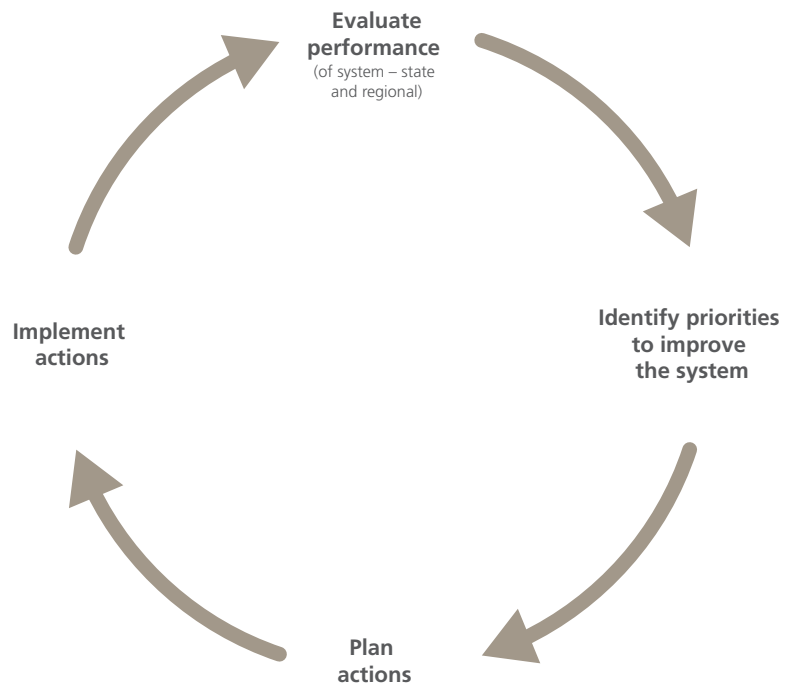 Evaluate
performance
(of system – state
and regional)
Identify priorities
to improve
the system
Plan
actions
Implement
actions